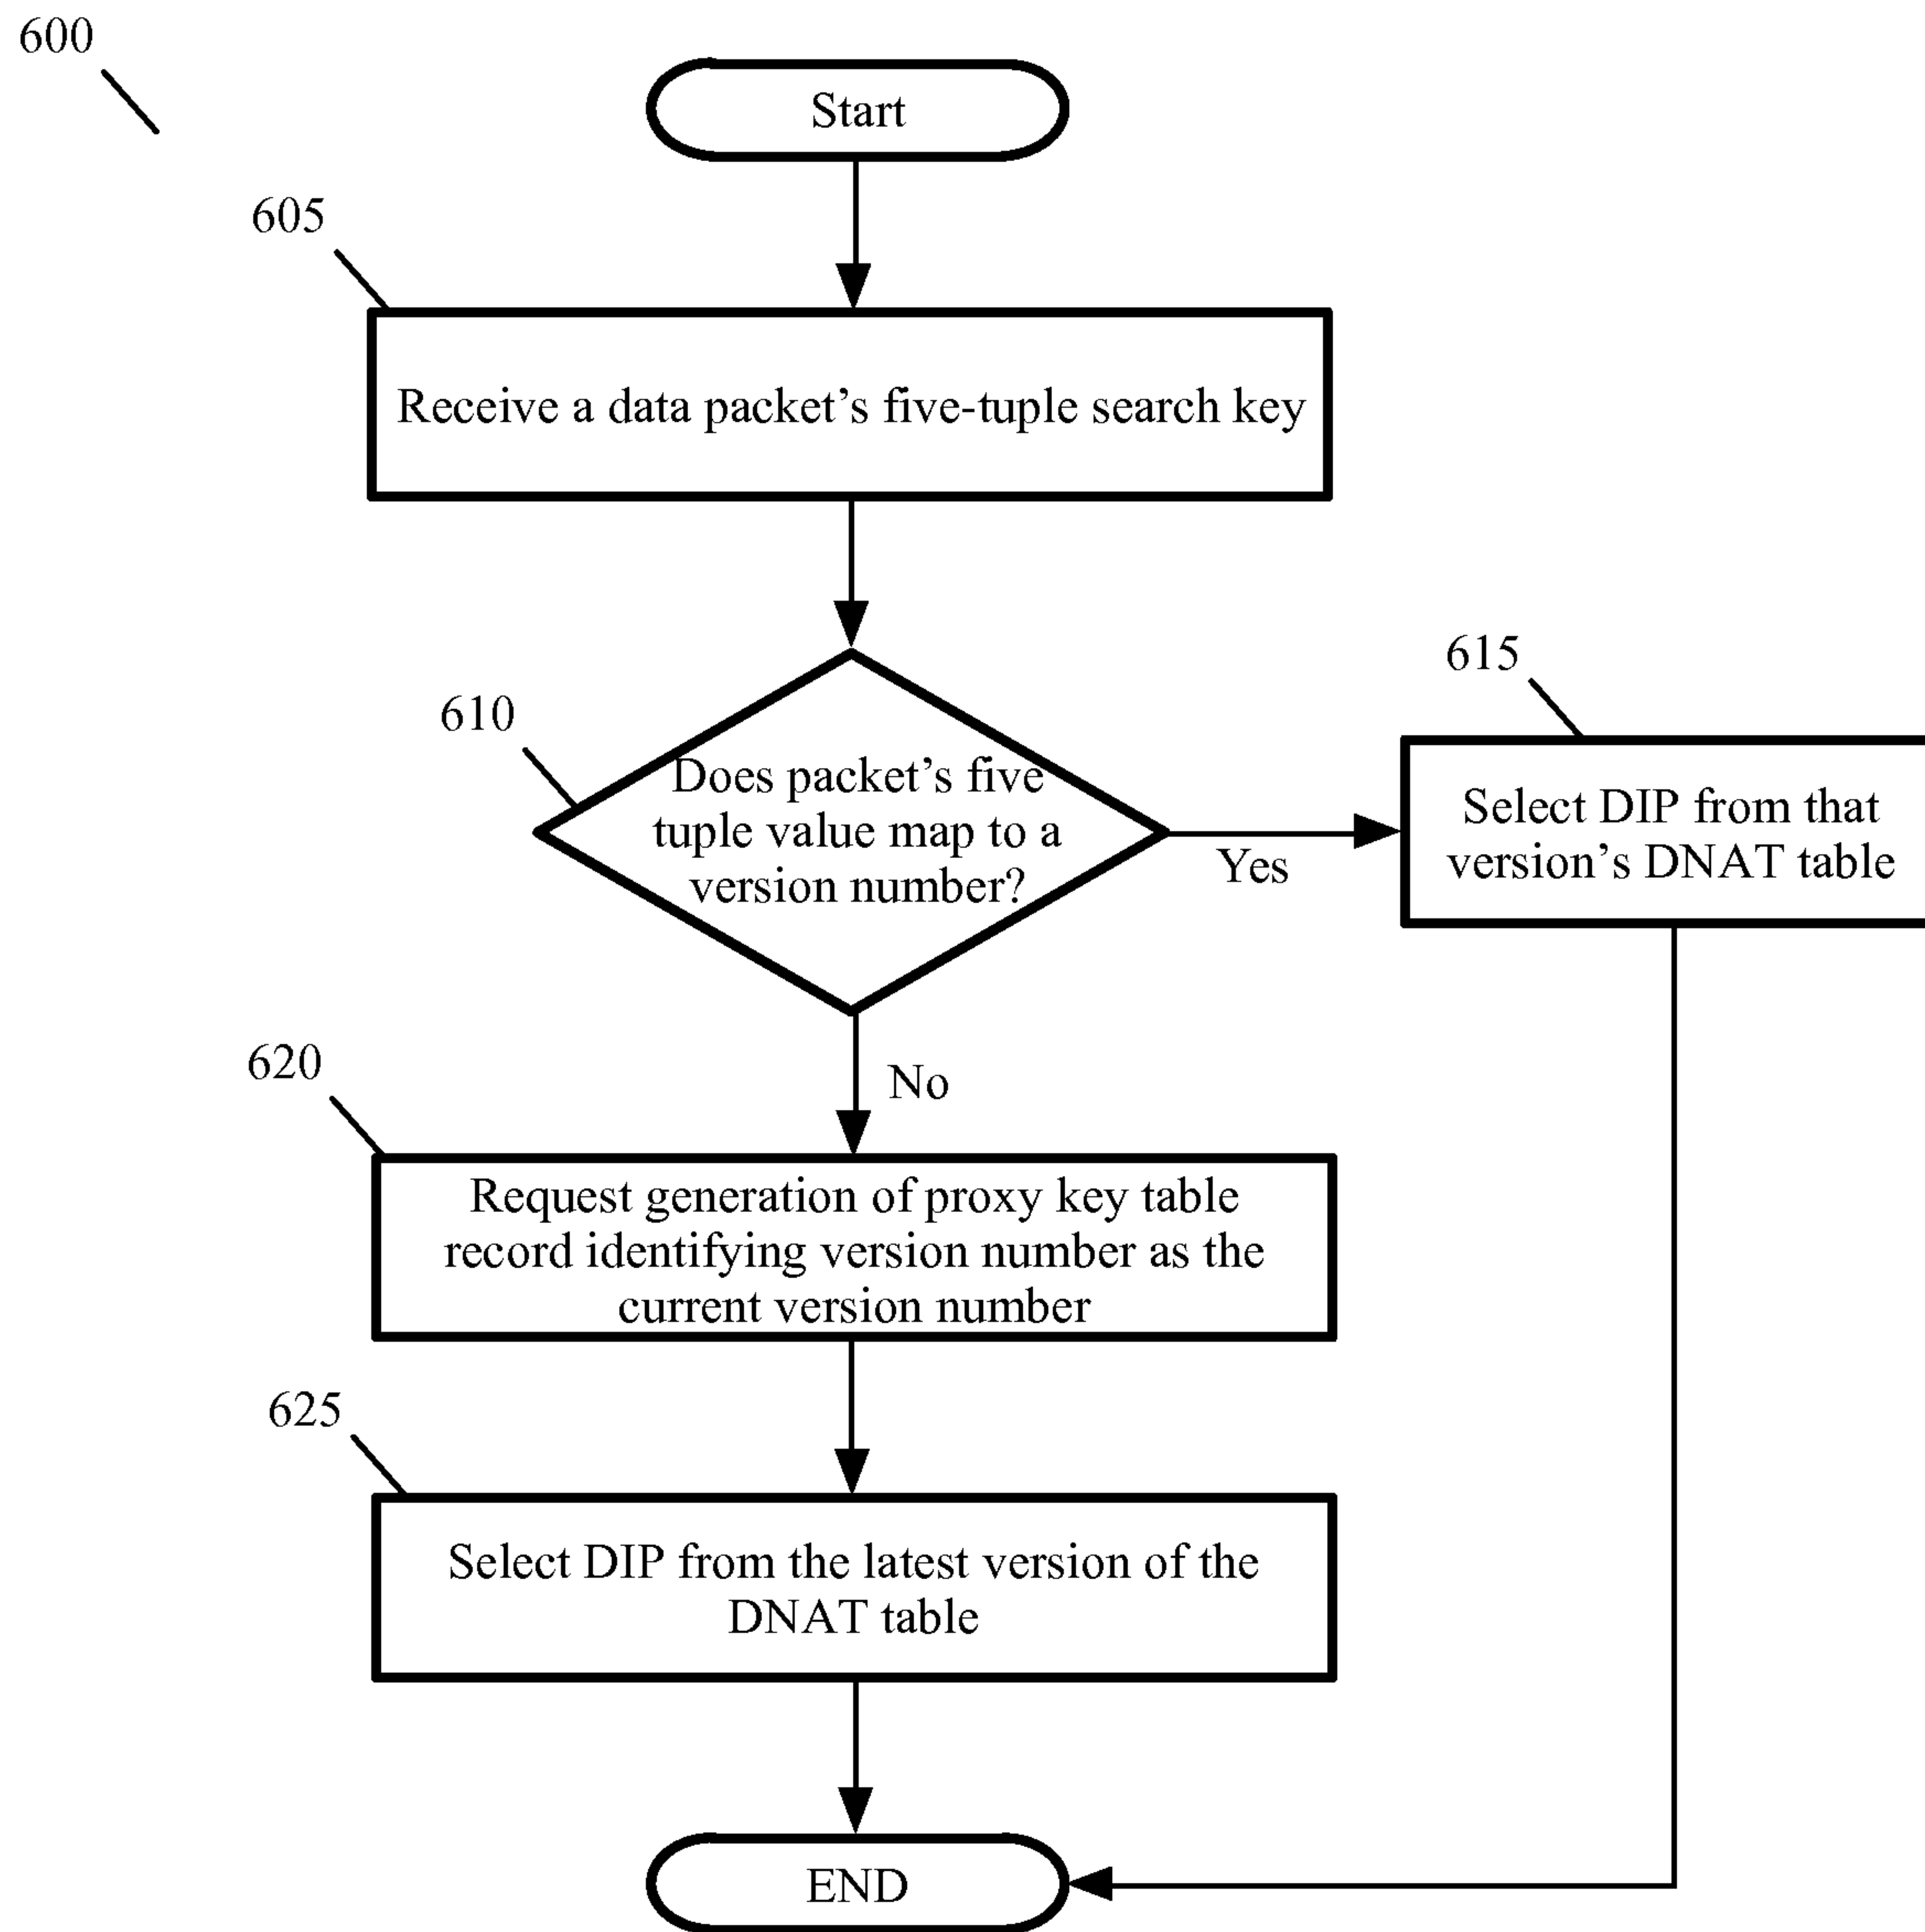 600
Start
605
Receive a data packet’s five-tuple search key
610
Does packet’s five
tuple value map to a
version number?
Yes
615
Select DIP from that
version’s DNAT table
No
620
Request generation of proxy key table
record identifying version number as the
current version number
625
Select DIP from the latest version of the
DNAT table
END